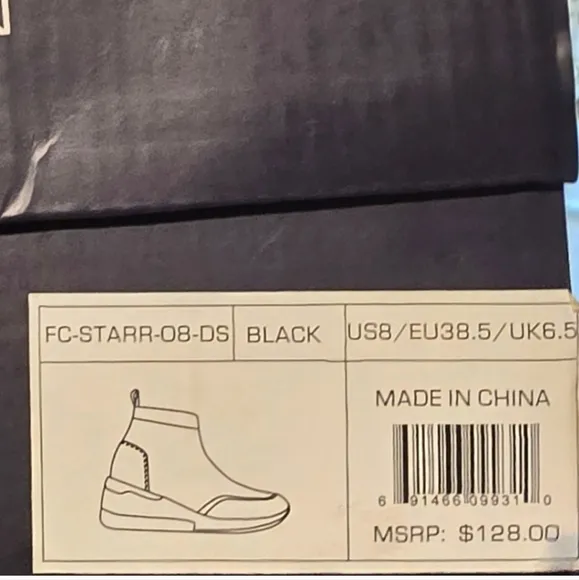 FC-STARR-08-DS BLACK US8/EU38.5/UK6.5
MADE IN CHINA
6 91466 09931 0
MSRP: $128.00